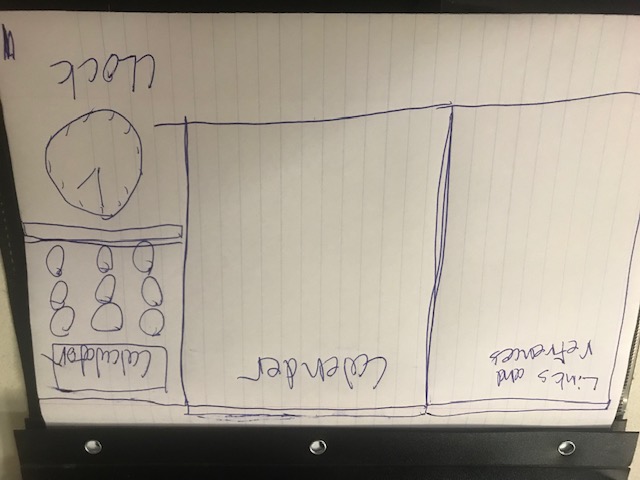 Links and
refrences
Calender
Calculator
CLOCK